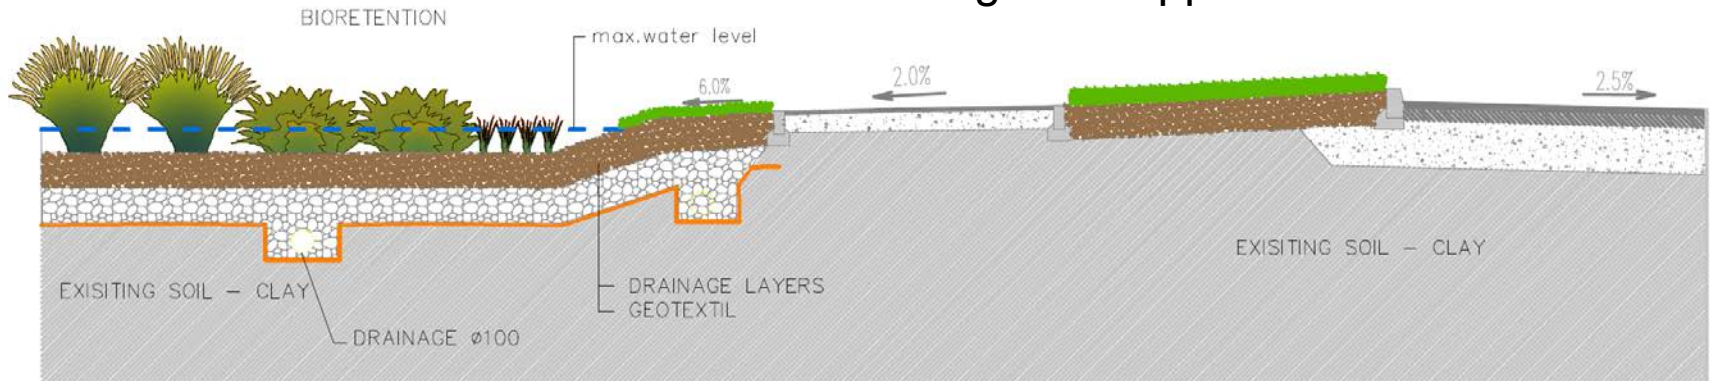 BIORETENTION
max.water level
6.0%
2.0%
2.5%
EXISITING SOIL – CLAY
EXISITING SOIL – CLAY
DRAINAGE LAYERS
GEOTEXTIL
DRAINAGE ø100